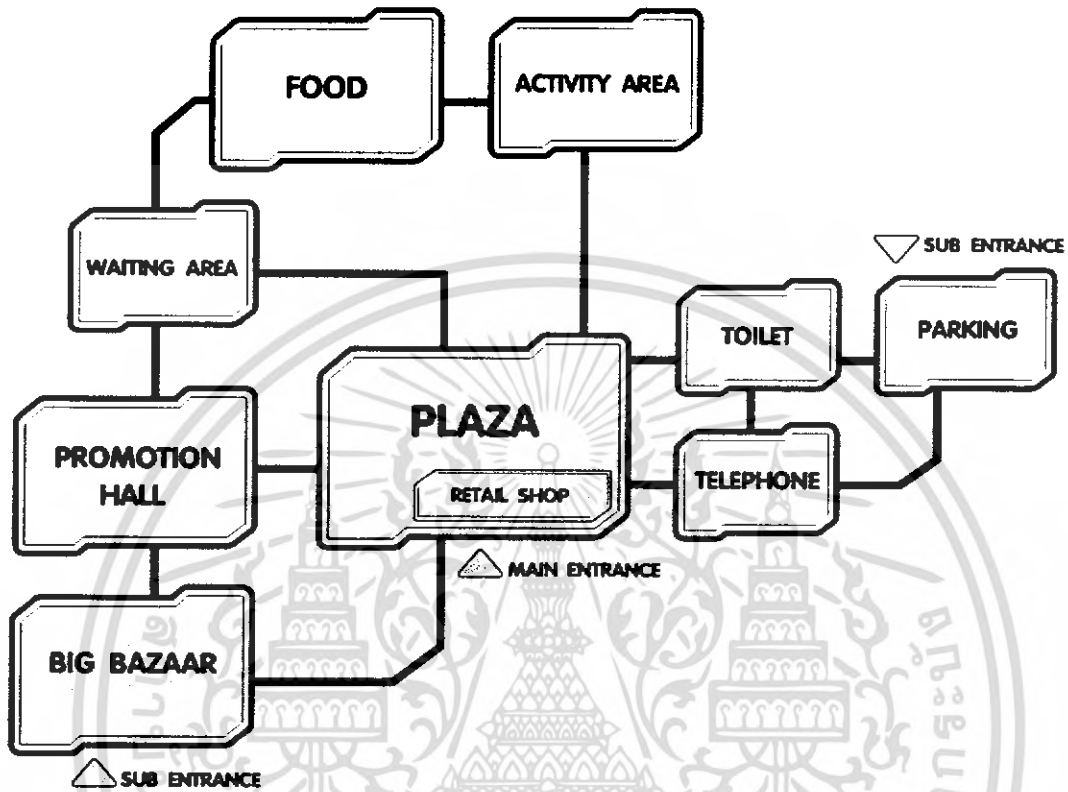 FOOD
ACTIVITY AREA
WAITING AREA
SUB ENTRANCE
TOILET
PARKING
PLAZA
PROMOTION
HALL
RETAIL SHOP
TELEPHONE
MAIN ENTRANCE
BIG BAZAAR
SUB ENTRANCE